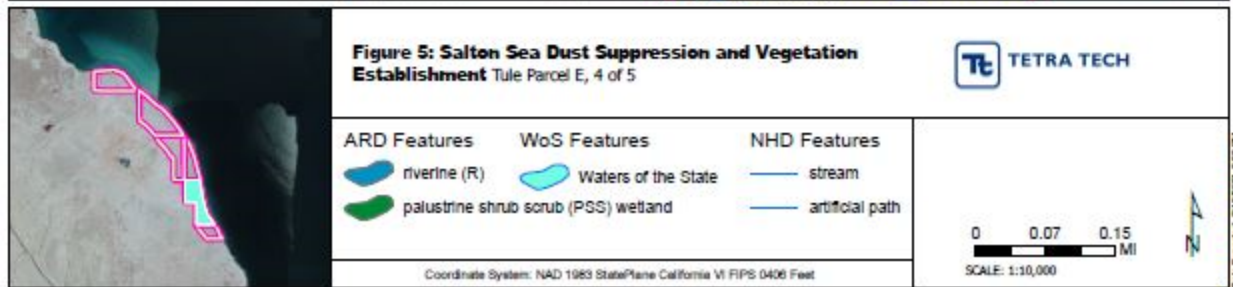 Figure 5: Salton Sea Dust Suppression and Vegetation
Establishment Tule Parcel E, 4 of 5
Tt TETRA TECH
ARD Features WoS Features NHD Features
riverine (R) Waters of the State stream
palustrine shrub scrub (PSS) wetland artificial path
0 0.07 0.15
MI
N
SCALE: 1:10,000
Coordinate System: NAD 1983 StatePlane California VI FIPS 0406 Feet